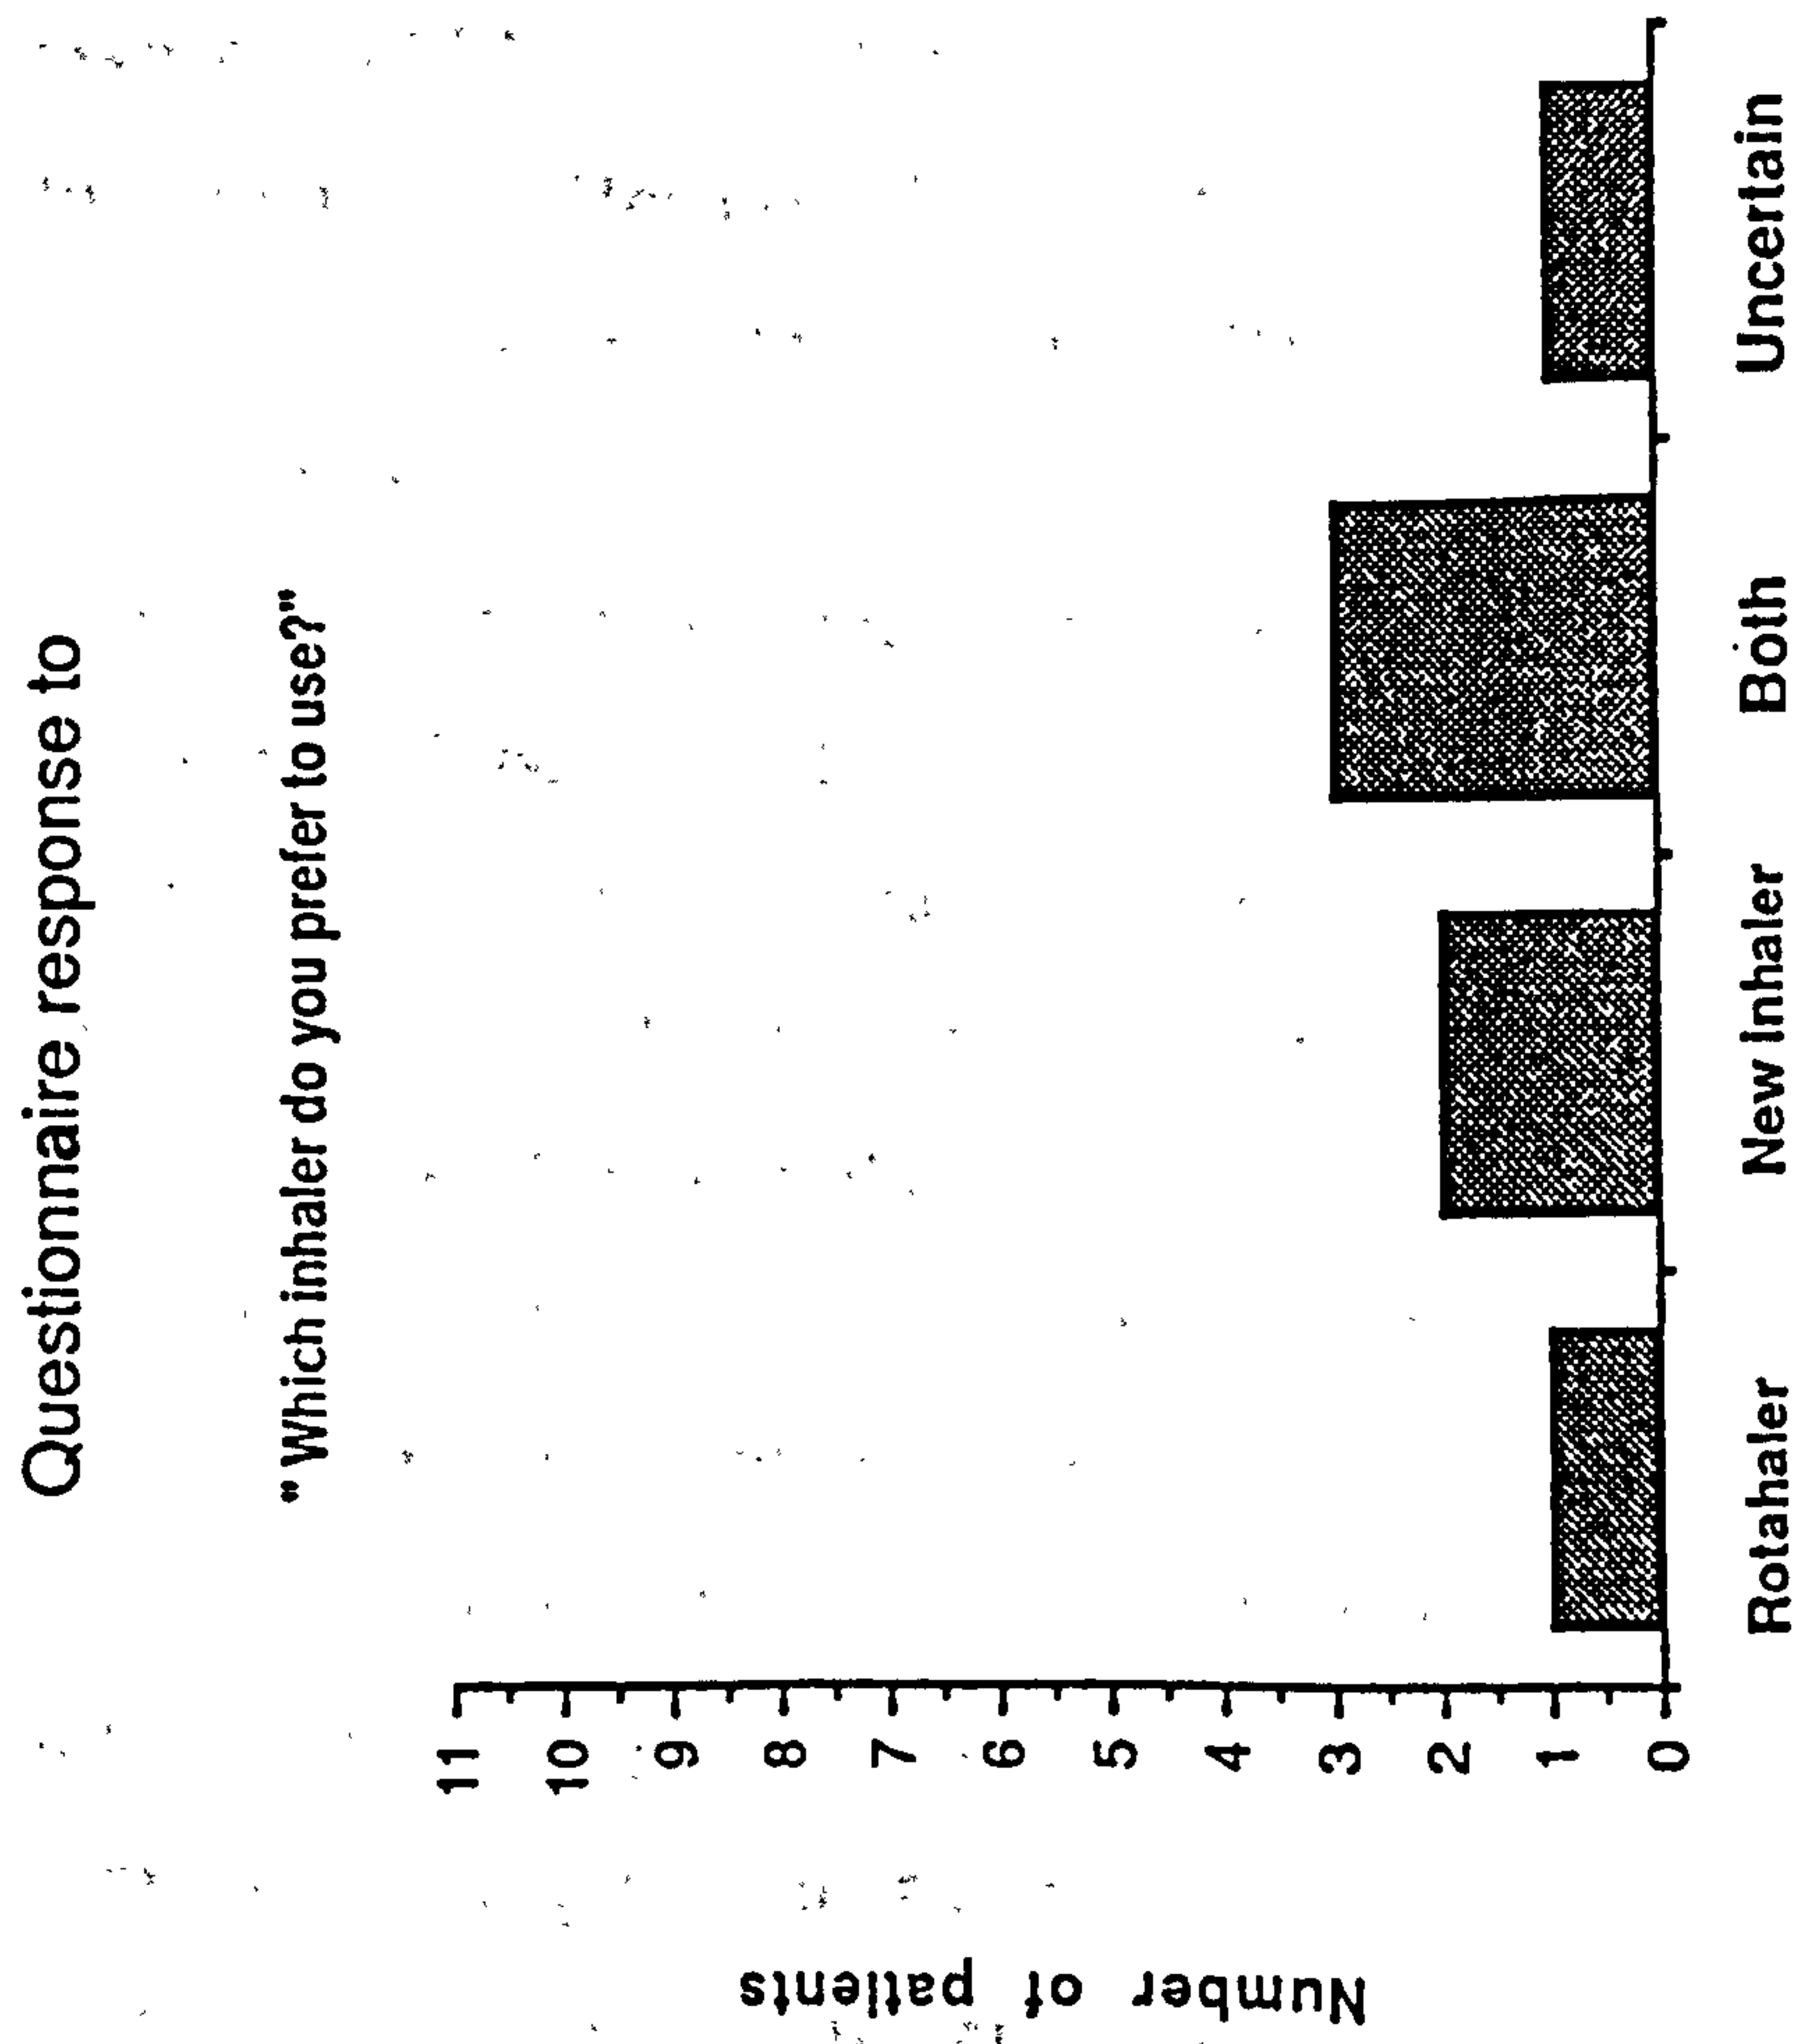 Questionnaire response to
"Which inhaler do you prefer to use?"
Number of patients
11
10
9
8
7
6
5
4
3
2
1
0
Rotahaler
New Inhaler
Both
Uncertain